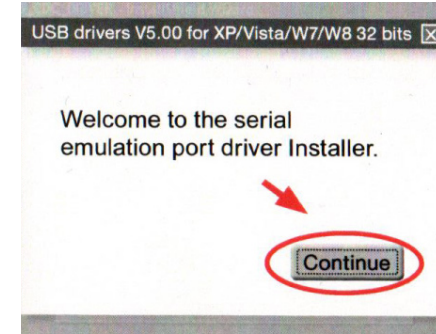 USB drivers V5.00 for XP/Vista/W7/W8 32 bits
Welcome to the serial
emulation port driver Installer.
Continue